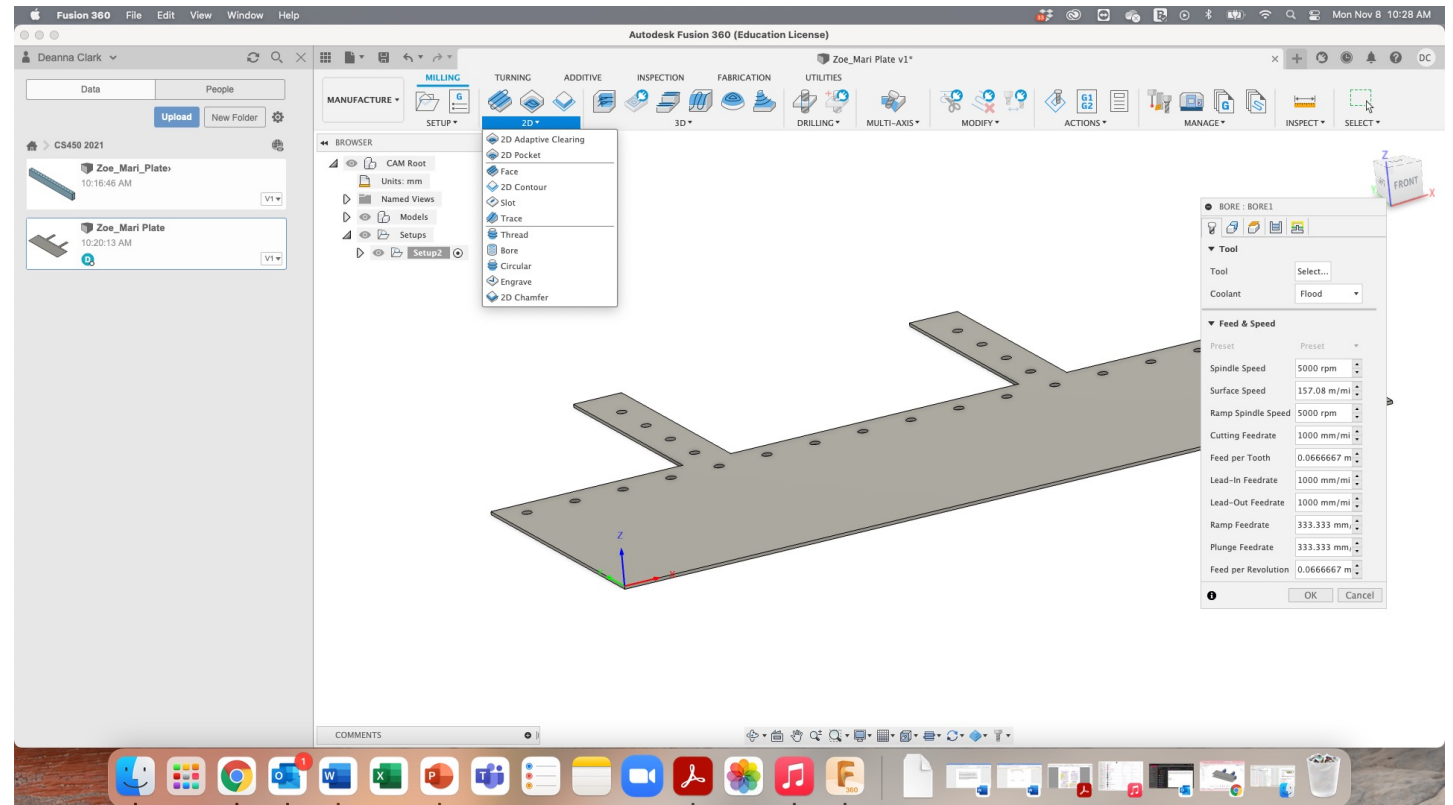 Fusion 360 File Edit View Window Help
Mon Nov 8 10:28 AM
Autodesk Fusion 360 (Education License)
Deanna Clark
Zoe_Mari Plate v1*
DC
Data People
Upload New Folder
CS450 2021
Zoe_Mari_Plate
10:16:46 AM
V1
Zoe_Mari Plate
10:20:13 AM
D
V1
MILLING TURNING ADDITIVE INSPECTION FABRICATION UTILITIES
MANUFACTURE
G
G1
G2
SETUP 2D 3D DRILLING MULTI-AXIS MODIFY ACTIONS MANAGE INSPECT SELECT
BROWSER
CAM Root
Units: mm
Named Views
Models
Setups
Setup2
2D Adaptive Clearing
2D Pocket
Face
2D Contour
Slot
Trace
Thread
Bore
Circular
Engrave
2D Chamfer
Z
FRONT
X
Z
X
BORE : BORE1
Tool
Tool Select...
Coolant Flood
Feed & Speed
Preset Preset
Spindle Speed 5000 rpm
Surface Speed 157.08 m/mi
Ramp Spindle Speed 5000 rpm
Cutting Feedrate 1000 mm/mi
Feed per Tooth 0.0666667 m
Lead-In Feedrate 1000 mm/mi
Lead-Out Feedrate 1000 mm/mi
Ramp Feedrate 333.333 mm/
Plunge Feedrate 333.333 mm/
Feed per Revolution 0.0666667 m
OK Cancel
COMMENTS
1
W
X
P
F
360